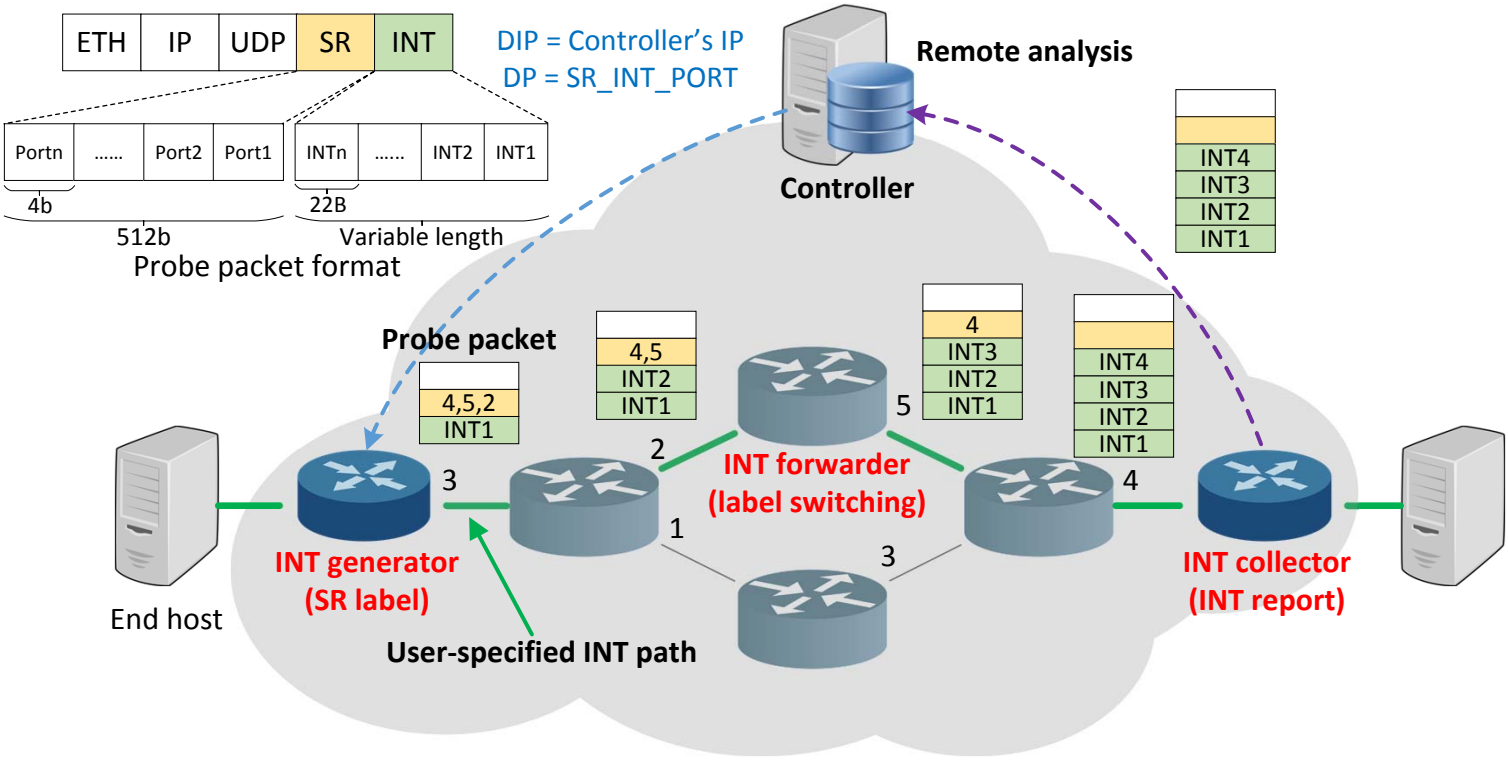 ETH IP UDP SR INT
DIP = Controller's IP
DP = SR_INT_PORT
Remote analysis
Portn ...... Port2 Port1
INTn ...... INT2 INT1
4b
22B
512b
Variable length
Probe packet format
Controller
INT4
INT3
INT2
INT1
Probe packet
4,5,2
INT1
4,5
INT2
INT1
4
INT3
INT2
INT1
INT4
INT3
INT2
INT1
3
2
1
5
3
4
INT forwarder
(label switching)
INT generator
(SR label)
INT collector
(INT report)
End host
User-specified INT path